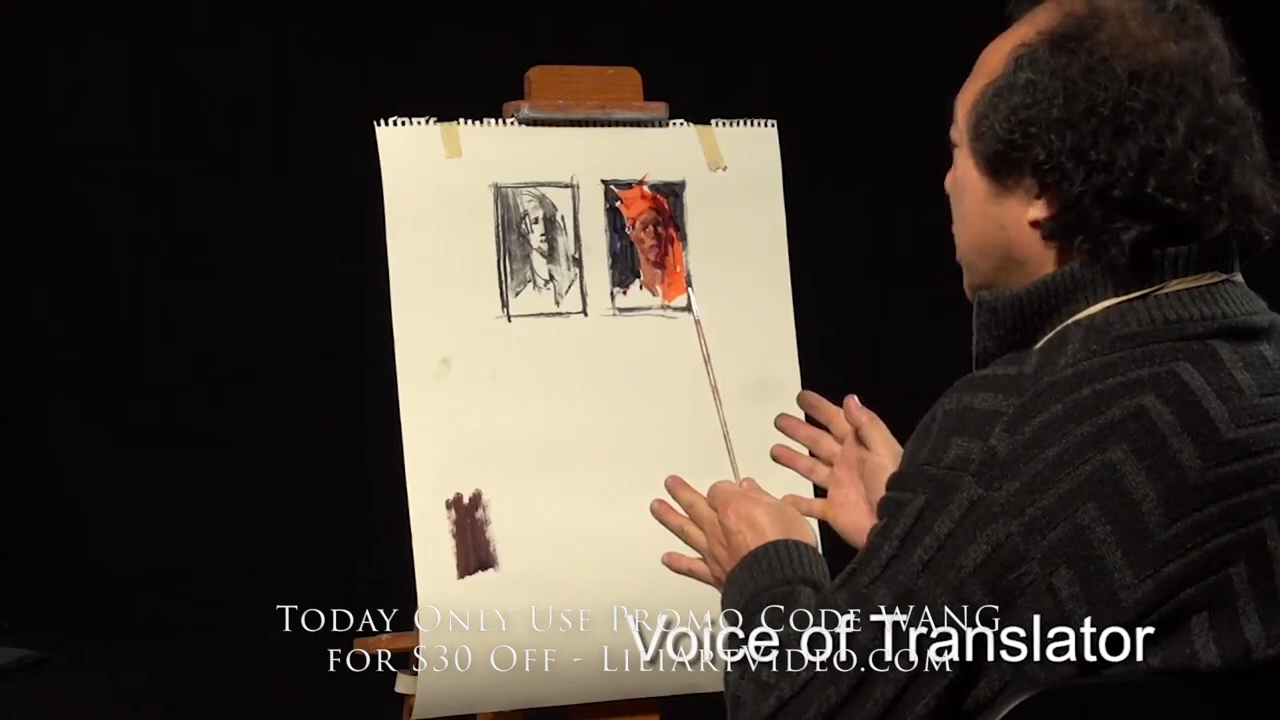 Today Only Use Promo Code WANG
for $30 Off - LiliArtVideo.com
Voice of Translator